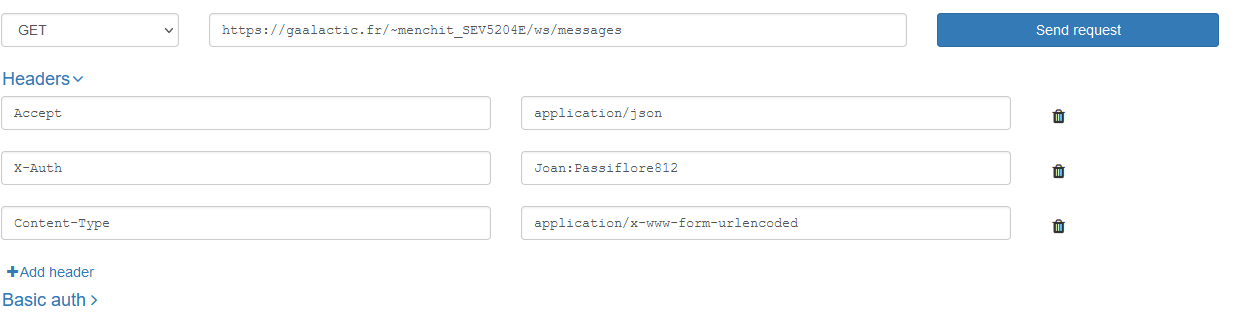 GET https://gaalactic.fr/~menchit_SEV5204E/ws/messages Send request
Headers
Accept application/json
X-Auth Joan:Passiflore812
Content-Type application/x-www-form-urlencoded
Add header
Basic auth